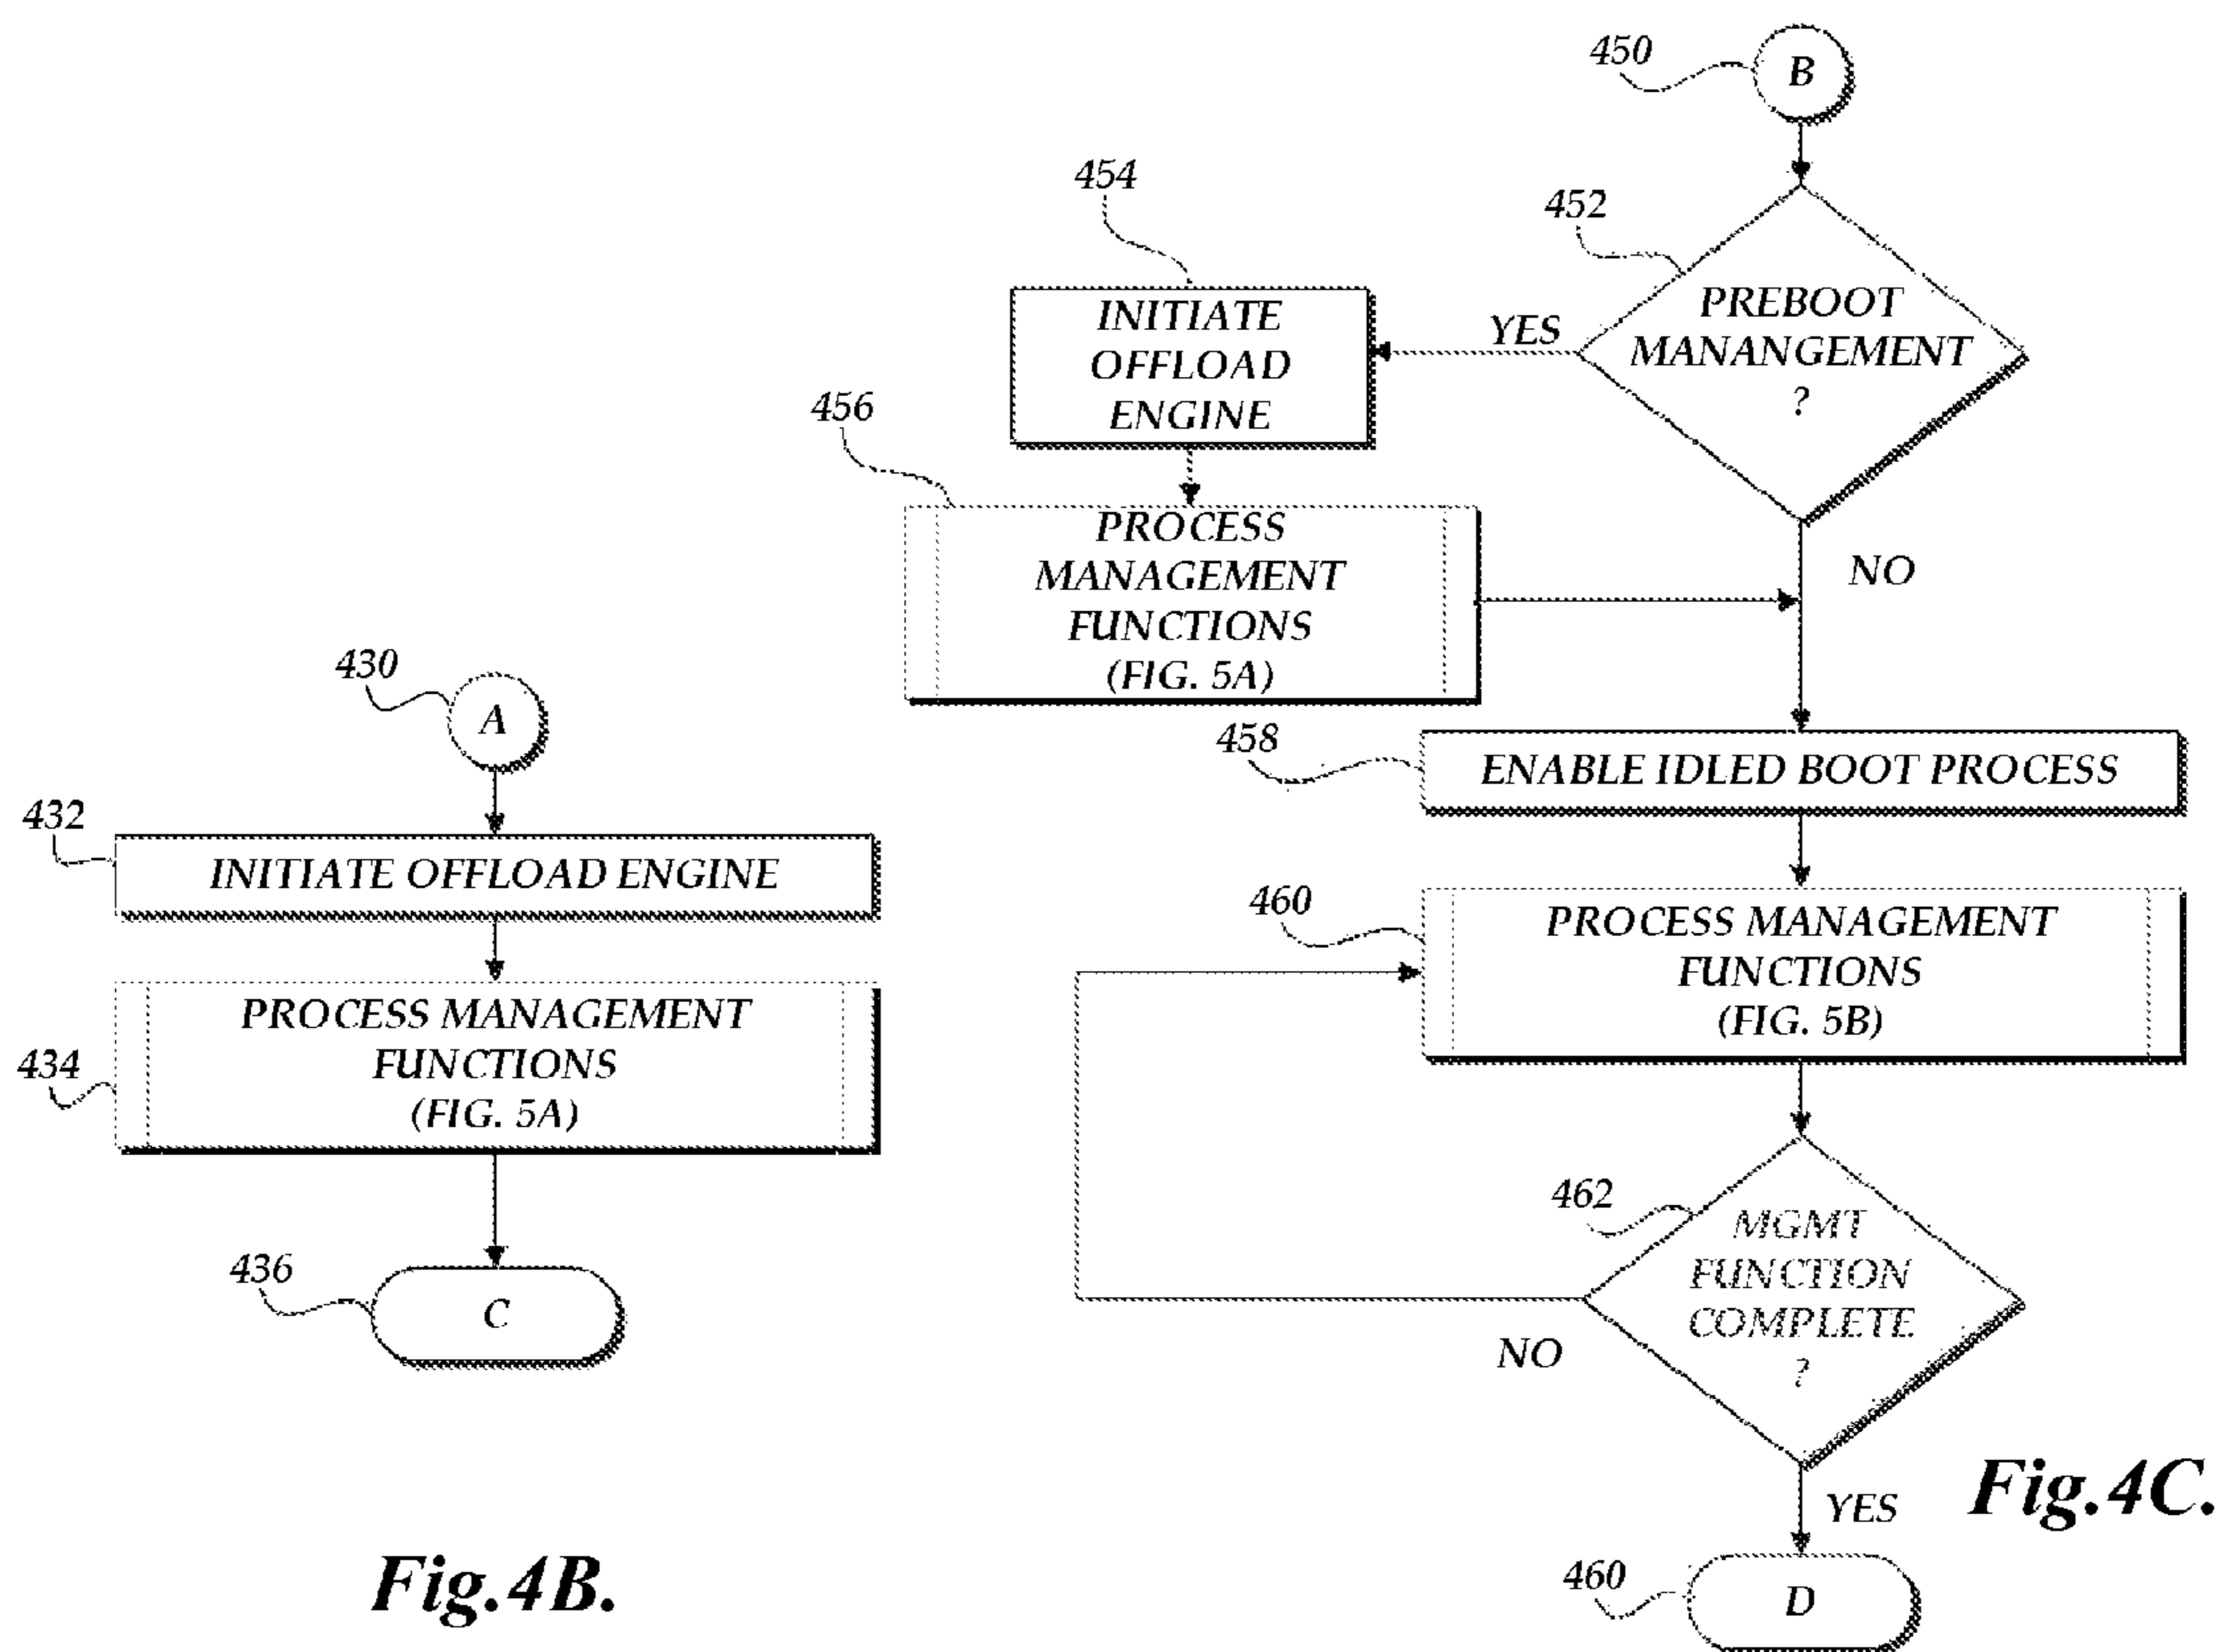 430
A
432
INITIATE OFFLOAD ENGINE
434
PROCESS MANAGEMENT
FUNCTIONS
(FIG. 5A)
436
C
Fig.4B.
450
B
452
PREBOOT
MANANGEMENT
?
YES
NO
454
INITIATE
OFFLOAD
ENGINE
456
PROCESS
MANAGEMENT
FUNCTIONS
(FIG. 5A)
458
ENABLE IDLED BOOT PROCESS
460
PROCESS MANAGEMENT
FUNCTIONS
(FIG. 5B)
462
MGMT
FUNCTION
COMPLETE
?
NO
YES
460
D
Fig.4C.